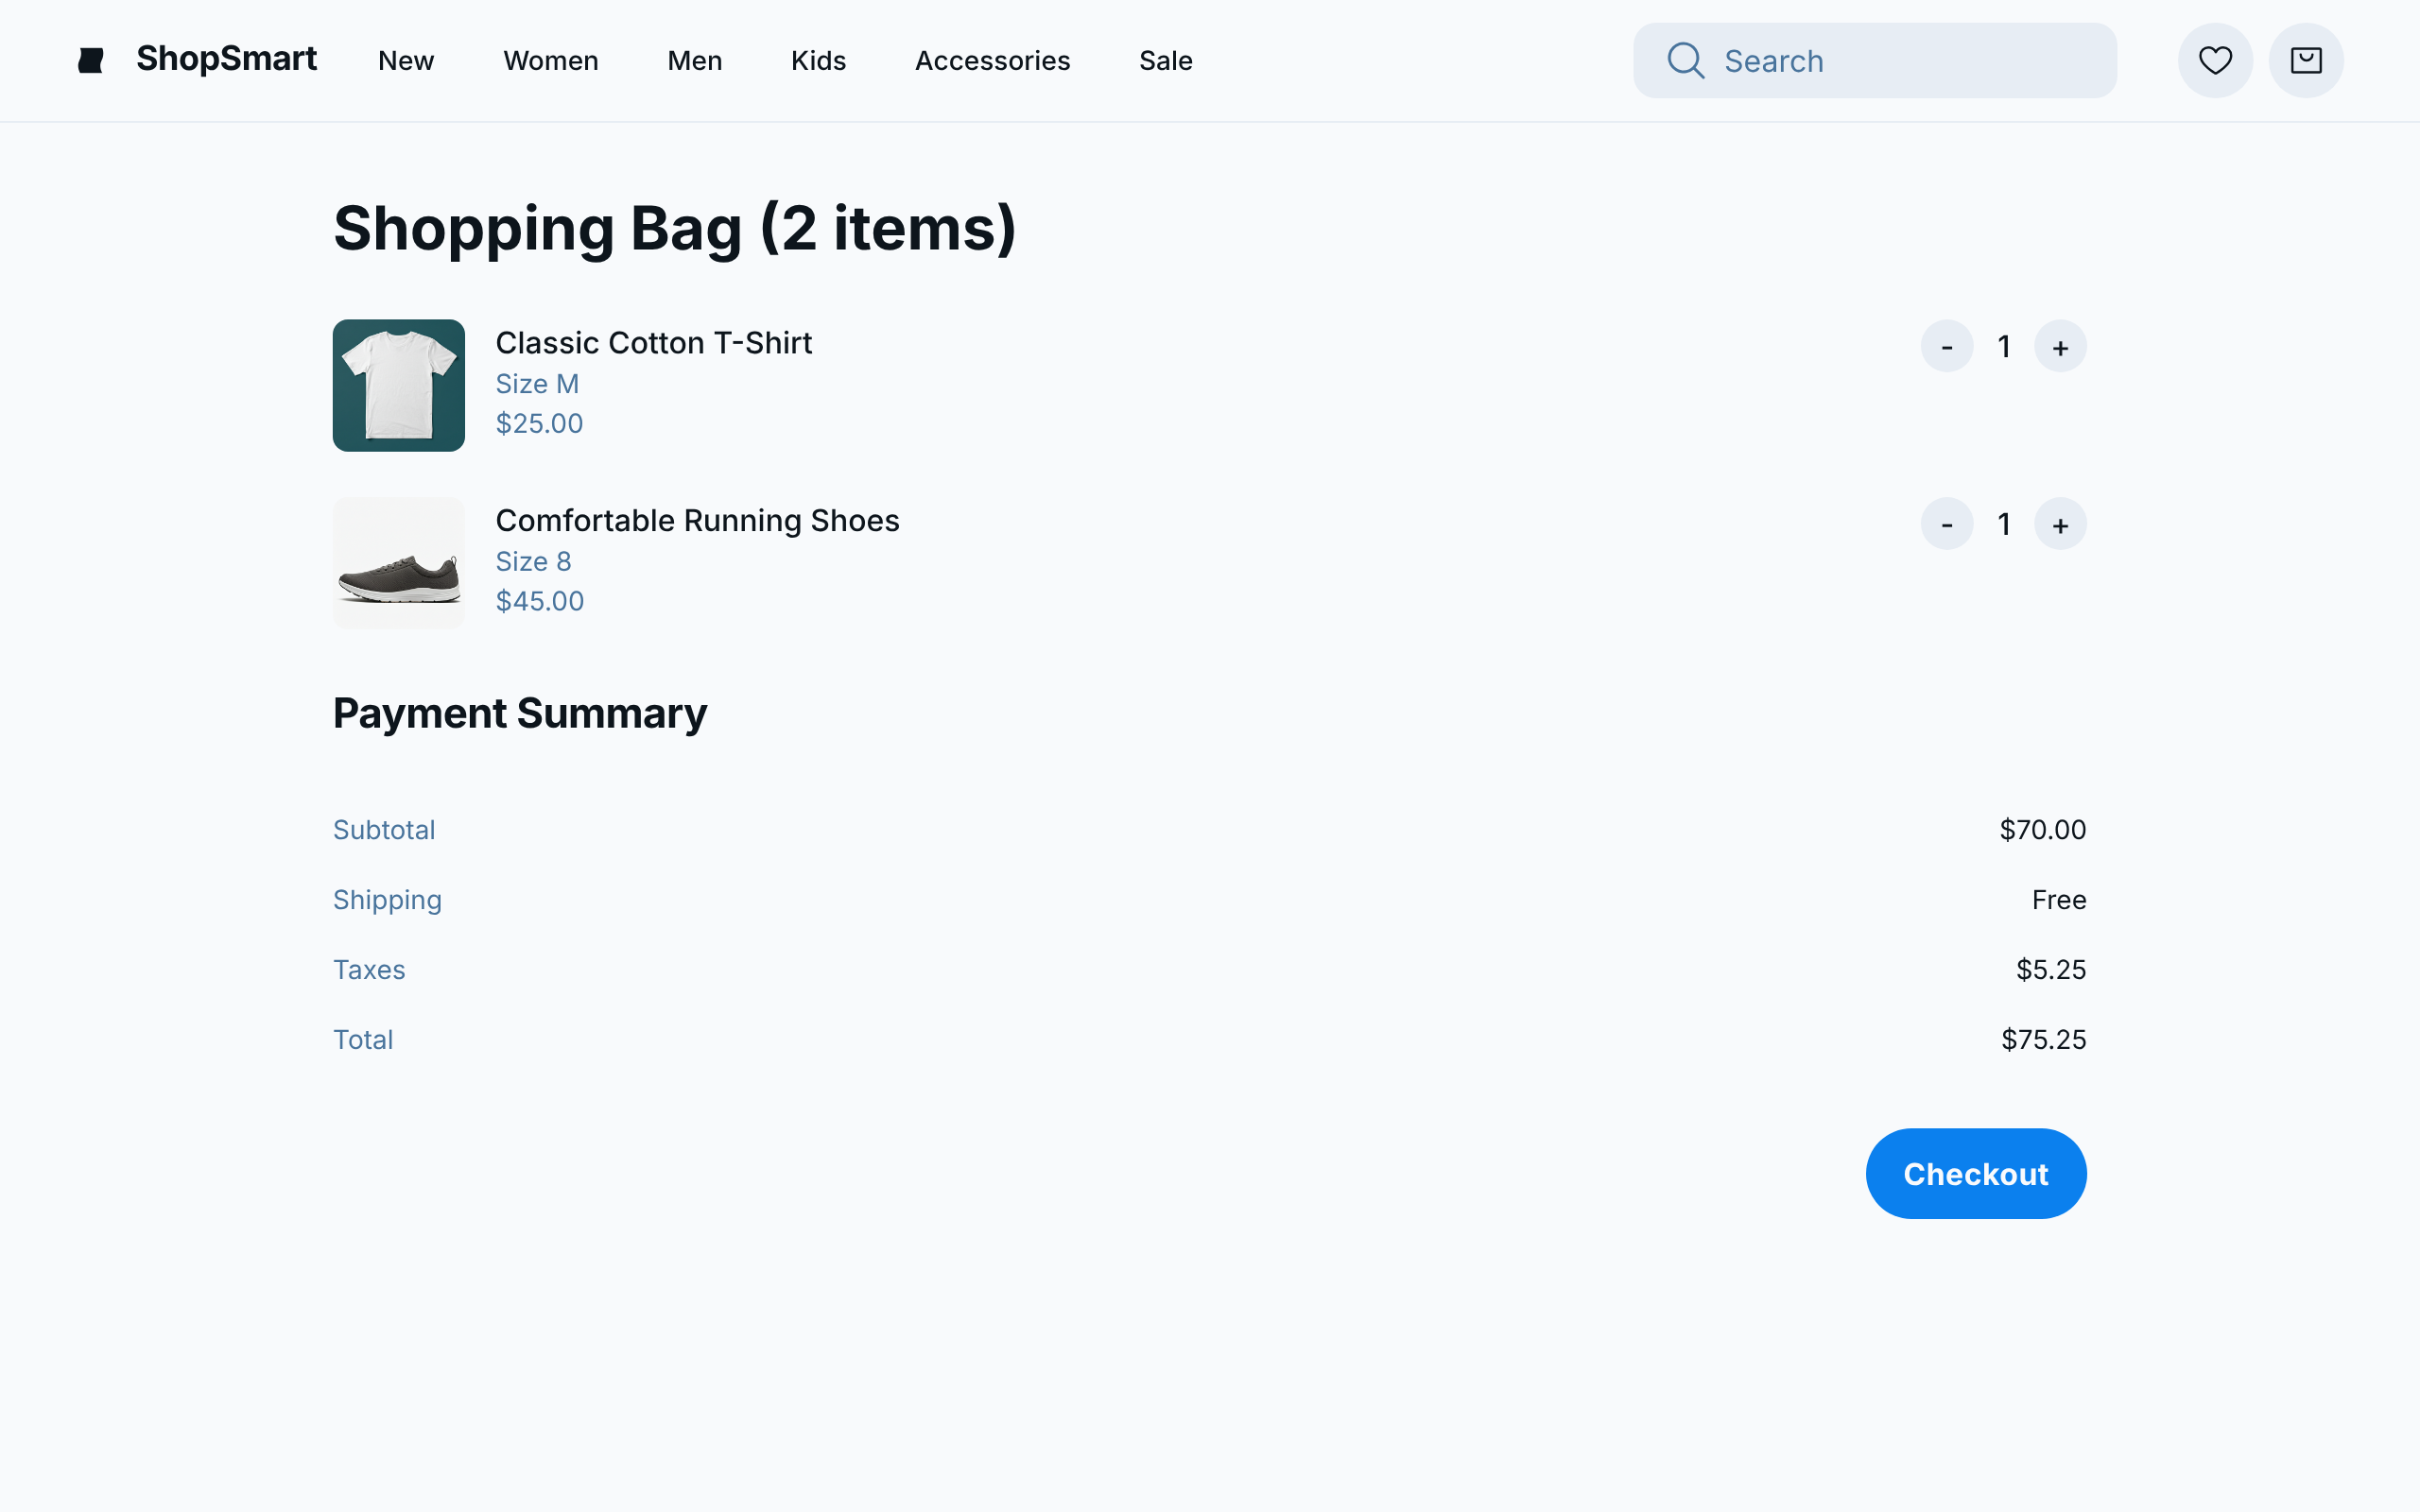 ShopSmart New Women Men Kids Accessories Sale Search
Shopping Bag (2 items)
Classic Cotton T-Shirt
Size M
$25.00
- 1 +
Comfortable Running Shoes
Size 8
$45.00
- 1 +
Payment Summary
Subtotal $70.00
Shipping Free
Taxes $5.25
Total $75.25
Checkout